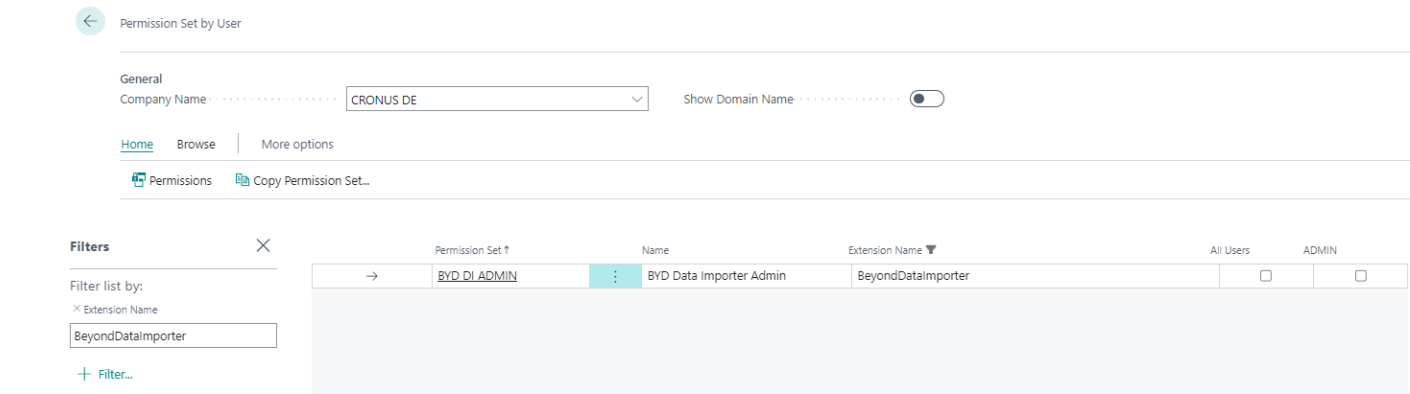 Permission Set by User
General
Company Name
CRONUS DE
Show Domain Name
Home
Browse
More options
Permissions
Copy Permission Set...
Filters
Filter list by:
Extension Name
BeyondDataImporter
Filter...
Permission Set ↑
Name
Extension Name
All Users
ADMIN
BYD DI ADMIN
BYD Data Importer Admin
BeyondDataImporter